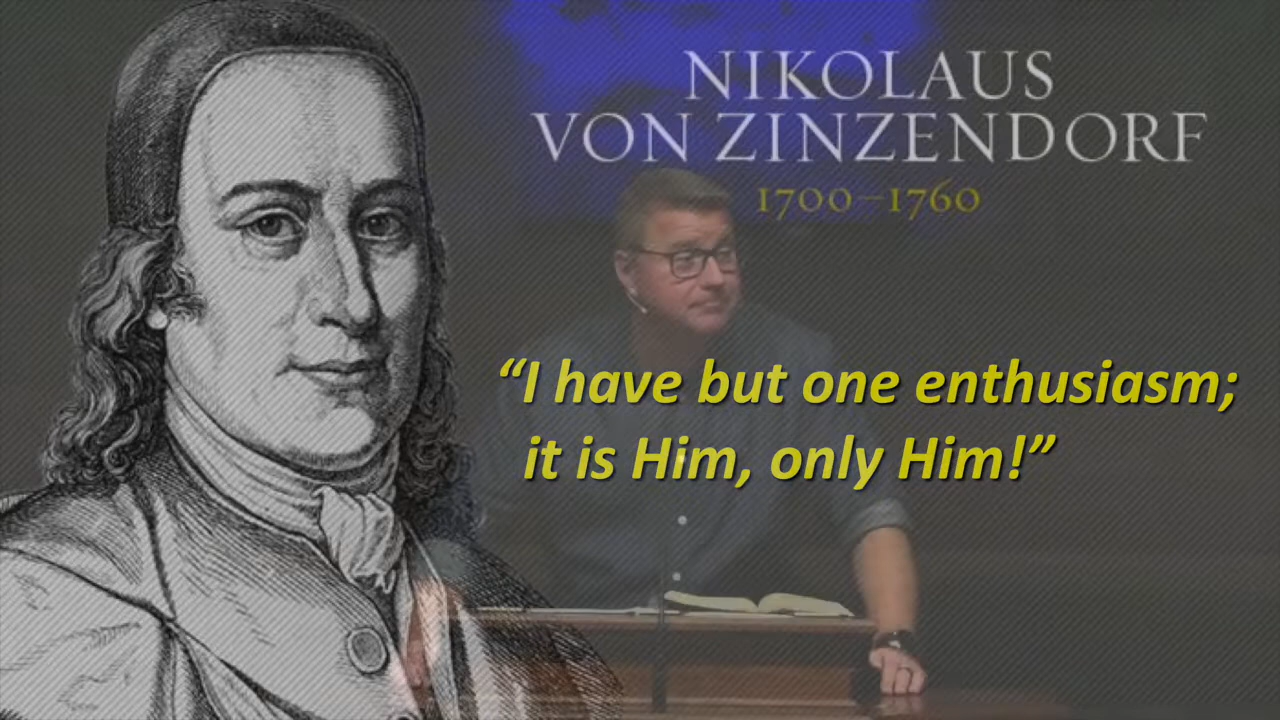 NIKOLAUS
VON ZINZENDORF
1700–1760
“I have but one enthusiasm;
it is Him, only Him!”